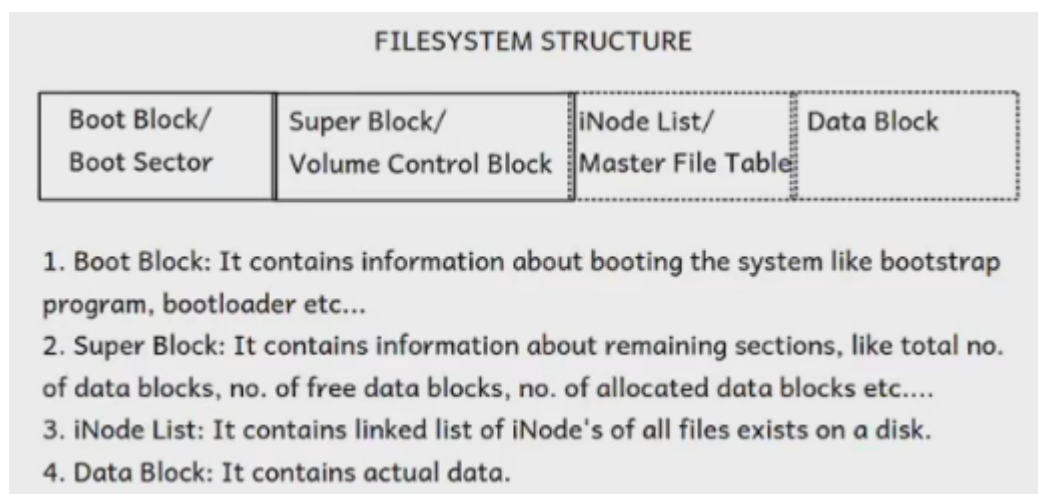 FILESYSTEM STRUCTURE
Boot Block/
Boot Sector
Super Block/
Volume Control Block
iNode List/
Master File Table
Data Block
1. Boot Block: It contains information about booting the system like bootstrap
program, bootloader etc...
2. Super Block: It contains information about remaining sections, like total no.
of data blocks, no. of free data blocks, no. of allocated data blocks etc....
3. iNode List: It contains linked list of iNode's of all files exists on a disk.
4. Data Block: It contains actual data.